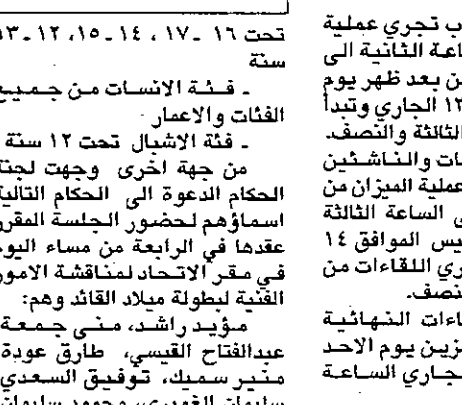 ب تجري عملية
اعة الثانية الى
ن بعد ظهر يوم
١٢ الجاري وتبدأ
الثالثة والنصف.
ات والناشئين
عملية الميزان من
ى الساعة الثالثة
يس الموافق ١٤
ري اللقاءات من
نصف.
اءات النهائية
زين يوم الاحد
جاري الساعة
تحت ١٦ ـ ١٧ ، ١٤ ـ ١٥، ١٢ ـ ١٣
سنة
ـ فئة الانسات من جميع
الفئات والاعمار .
ـ فئة الاشبال تحت ١٢ سنة
من جهة اخرى وجهت لجنة
الحكام الدعوة الى الحكام التالية
اسماؤهم لحضور الجلسة المقرر
عقدها في الرابعة من مساء اليوم
في مقر الاتحاد لمناقشة الامور
الفنية لبطولة ميلاد القائد وهم:
مؤيد راشد، منى جمعة
عبدالفتاح القيسي، طارق عودة
منير سميك، توفيق السعدي